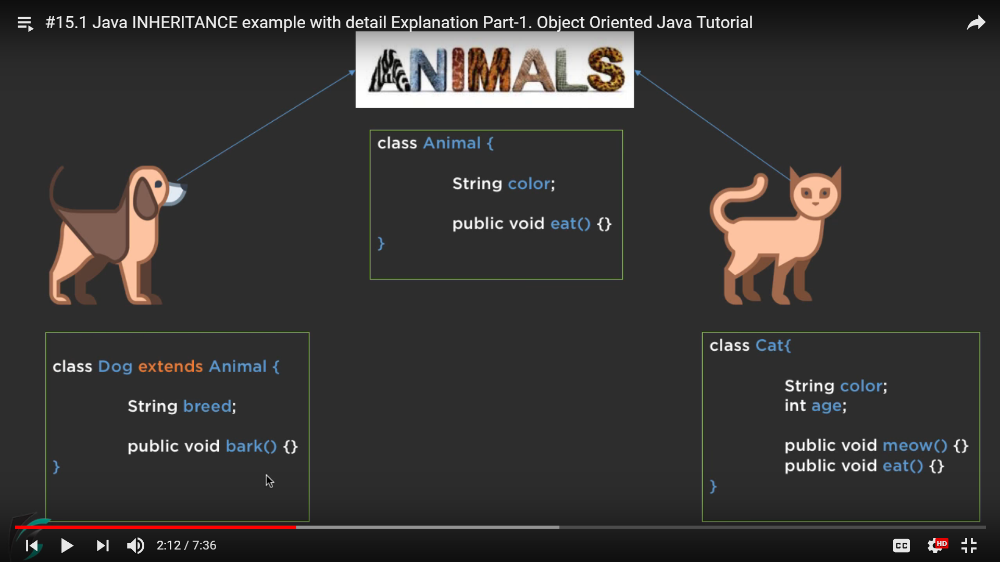 #15.1 Java INHERITANCE example with detail Explanation Part-1. Object Oriented Java Tutorial
ANIMALS
class Animal {
String color;
public void eat() {}
}
class Dog extends Animal {
String breed;
public void bark() {}
}
class Cat{
String color;
int age;
public void meow() {}
public void eat() {}
}
2:12 / 7:36
CC
HD